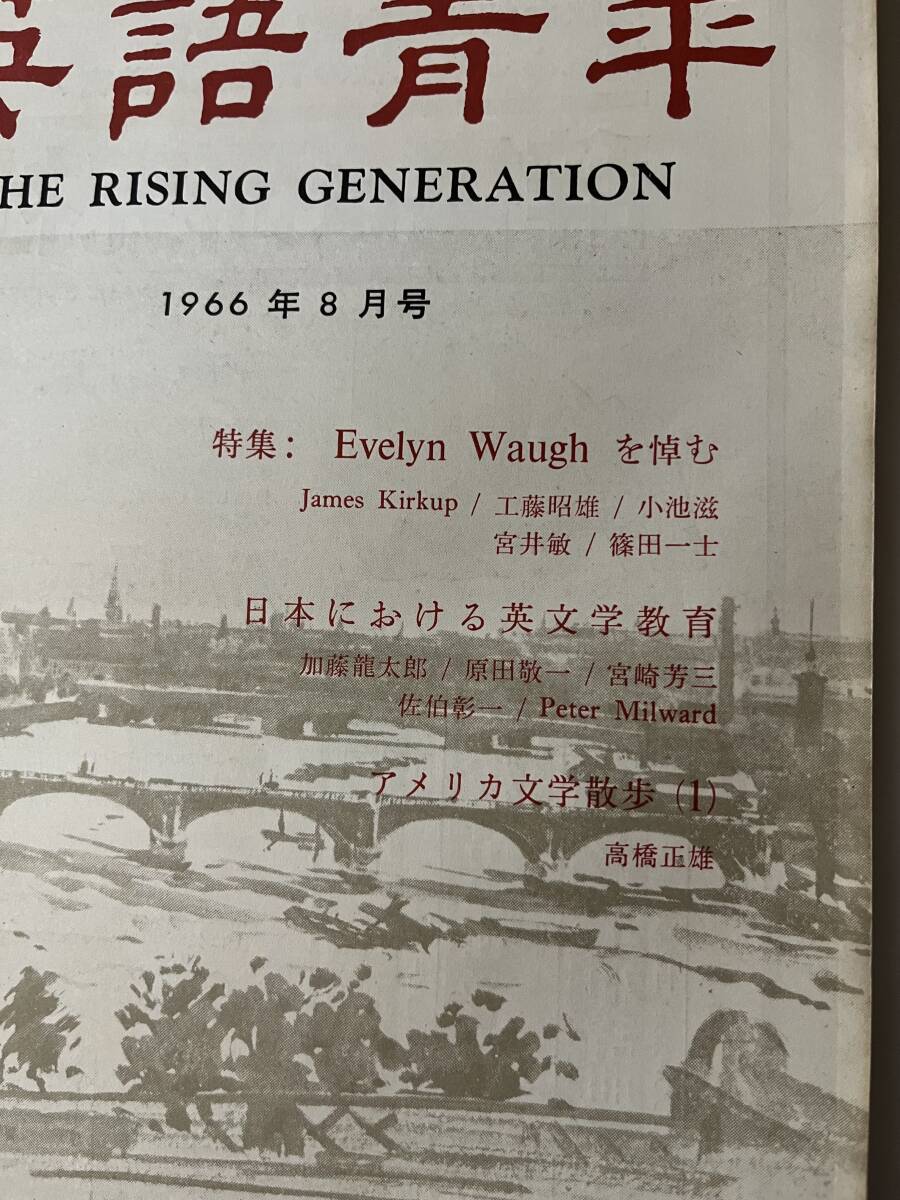 英語青年
THE RISING GENERATION
1966 年 8 月号
特集: Evelyn Waugh を悼む
James Kirkup / 工藤昭雄 / 小池滋
宮井敏 / 篠田一士
日本における英文学教育
加藤龍太郎 / 原田敬一 / 宮崎芳三
佐伯彰一 / Peter Milward
アメリカ文学散歩 (1)
高橋正雄